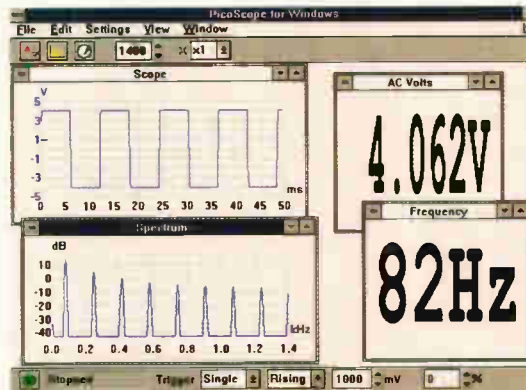 PicoScope for Windows
File Edit Settings View Window
1400 x x1
Scope
V
5
3
1
-1
-3
-5
0 5 10 15 20 25 30 35 40 45 50
ms
AC Volts
4.062V
Spectrum
dB
10
0
-10
-20
-30
-40
0.0 0.2 0.4 0.6 0.8 1.0 1.2 1.4
kHz
Frequency
82Hz
Stopped Trigger Single Rising 1000 mV 0 %